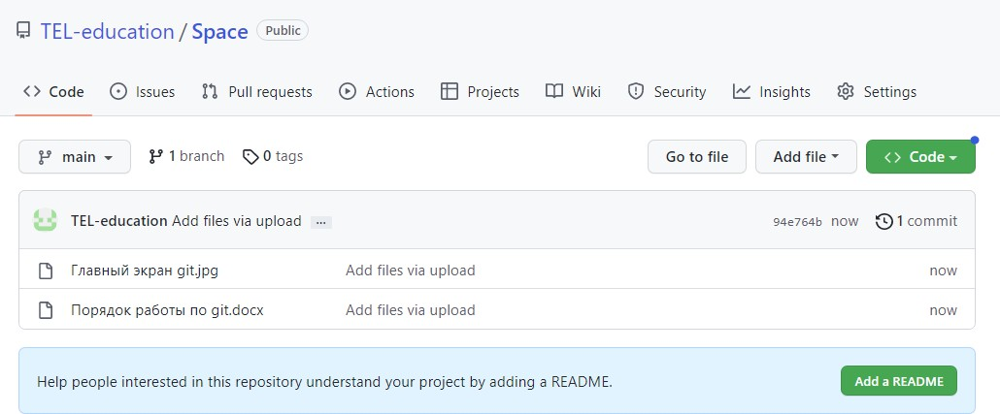 TEL-education / Space Public
Code Issues Pull requests Actions Projects Wiki Security Insights Settings
main 1 branch 0 tags Go to file Add file Code
TEL-education Add files via upload ... 94e764b now 1 commit
Главный экран git.jpg Add files via upload now
Порядок работы по git.docx Add files via upload now
Help people interested in this repository understand your project by adding a README. Add a README